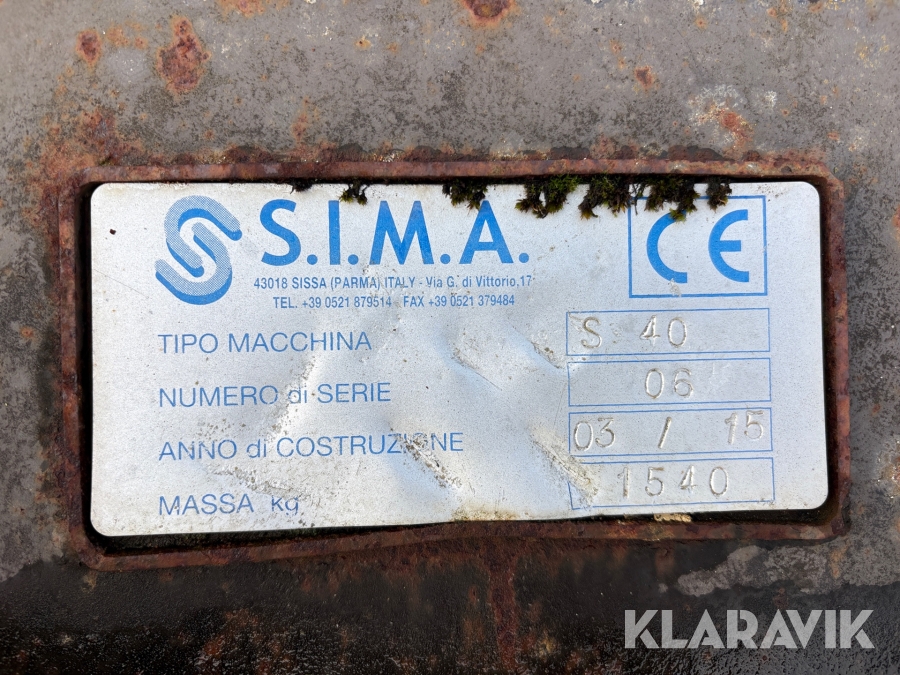 S.I.M.A.
CE
43018 SISSA (PARMA) ITALY - Via G. di Vittorio,17
TEL. +39 0521 879514 FAX +39 0521 379484
TIPO MACCHINA S 40
NUMERO di SERIE 06
ANNO di COSTRUZIONE 03 / 15
MASSA kg 1540
KLARAVIK